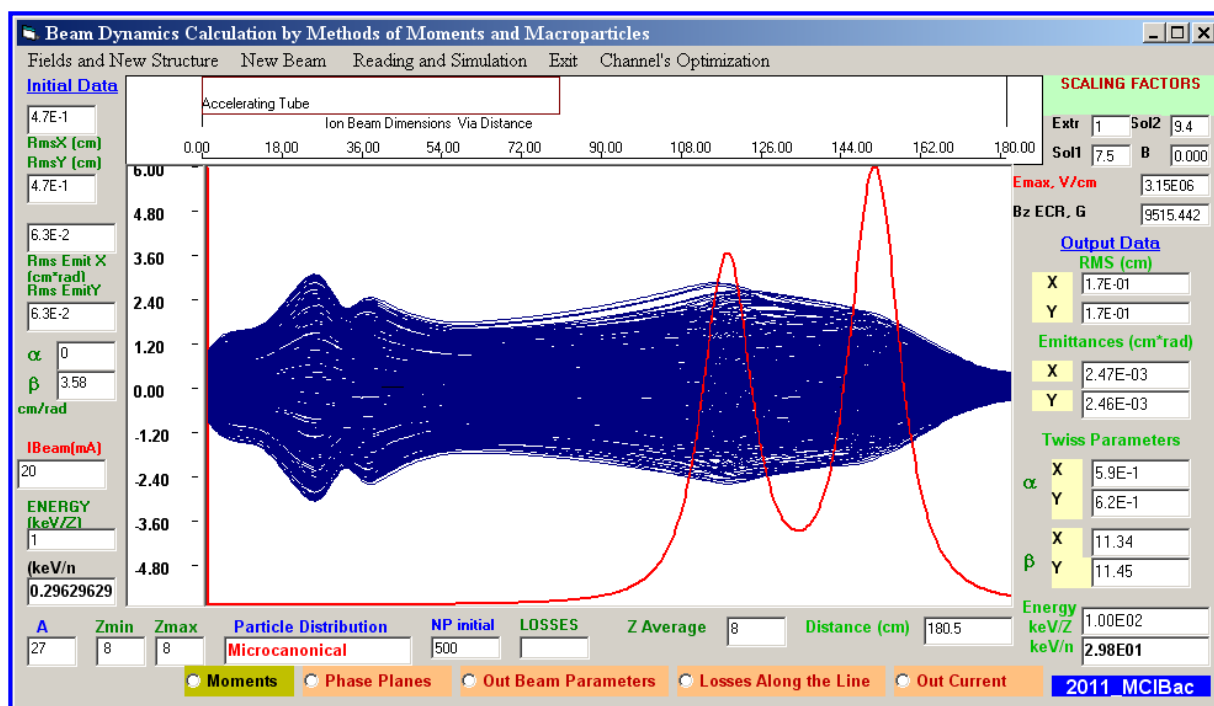 Beam Dynamics Calculation by Methods of Moments and Macroparticles
Fields and New Structure New Beam Reading and Simulation Exit Channel's Optimization
Initial Data
4.7E-1
RmsX (cm)
RmsY (cm)
4.7E-1
6.3E-2
Rms Emit X
(cm*rad)
Rms EmitY
6.3E-2
α 0
β 3.58
cm/rad
IBeam(mA)
20
ENERGY
(keV/Z)
1
(keV/n
0.29629629
Accelerating Tube
Ion Beam Dimensions Via Distance
0.00 18.00 36.00 54.00 72.00 90.00 108.00 126.00 144.00 162.00 180.00
6.00
4.80
3.60
2.40
1.20
0.00
-1.20
-2.40
-3.60
-4.80
SCALING FACTORS
Extr 1 Sol2 9.4
Sol1 7.5 B 0.000
Emax, V/cm 3.15E06
Bz ECR, G 9515.442
Output Data
RMS (cm)
X 1.7E-01
Y 1.7E-01
Emittances (cm*rad)
X 2.47E-03
Y 2.46E-03
Twiss Parameters
α X 5.9E-1
Y 6.2E-1
β X 11.34
Y 11.45
Energy
keV/Z 1.00E02
keV/n 2.98E01
A Zmin Zmax Particle Distribution NP initial LOSSES Z Average 8 Distance (cm) 180.5
27 8 8 Microcanonical 500
Moments Phase Planes Out Beam Parameters Losses Along the Line Out Current
2011_MCIBac